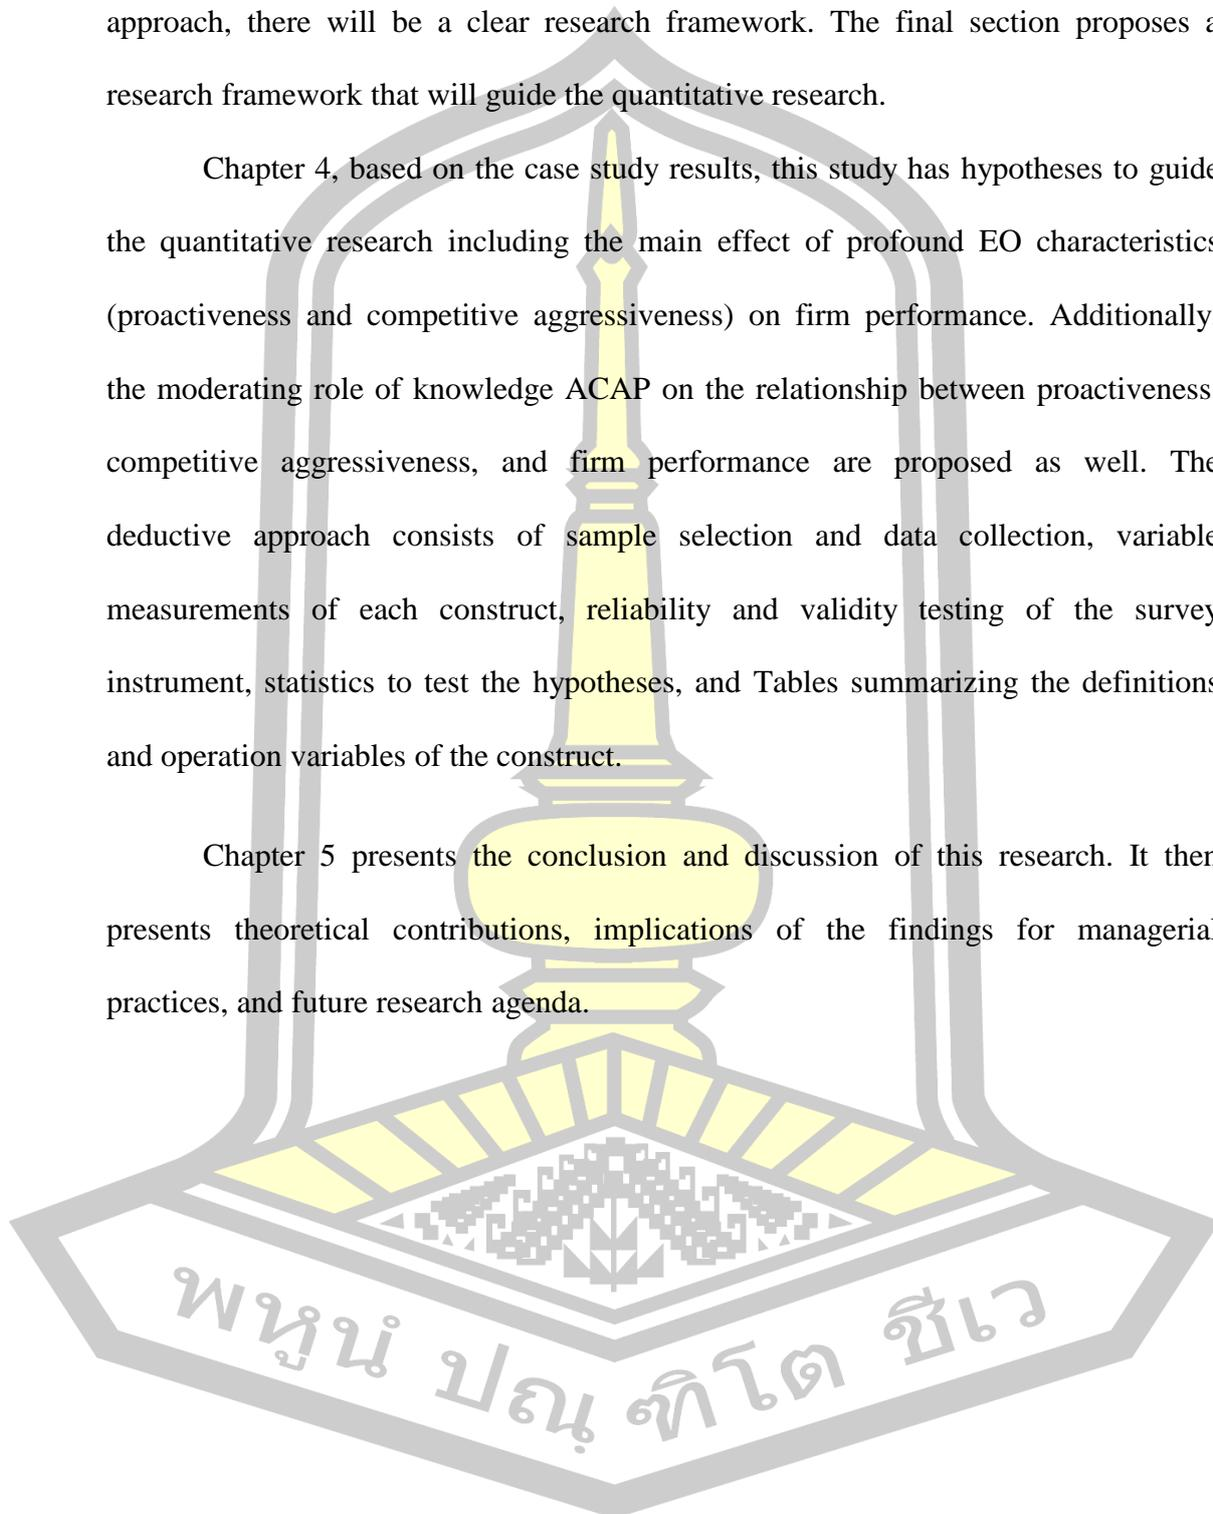 approach, there will be a clear research framework. The final section proposes a
research framework that will guide the quantitative research.
Chapter 4, based on the case study results, this study has hypotheses to guide
the quantitative research including the main effect of profound EO characteristics
(proactiveness and competitive aggressiveness) on firm performance. Additionally
the moderating role of knowledge ACAP on the relationship between proactiveness
competitive aggressiveness, and firm performance are proposed as well. The
deductive approach consists of sample selection and data collection, variable
measurements of each construct, reliability and validity testing of the survey
instrument, statistics to test the hypotheses, and Tables summarizing the definitions
and operation variables of the construct.
Chapter 5 presents the conclusion and discussion of this research. It then
presents theoretical contributions, implications of the findings for managerial
practices, and future research agenda.
พหูนํ ปณฺ ฑิโต ชีเว